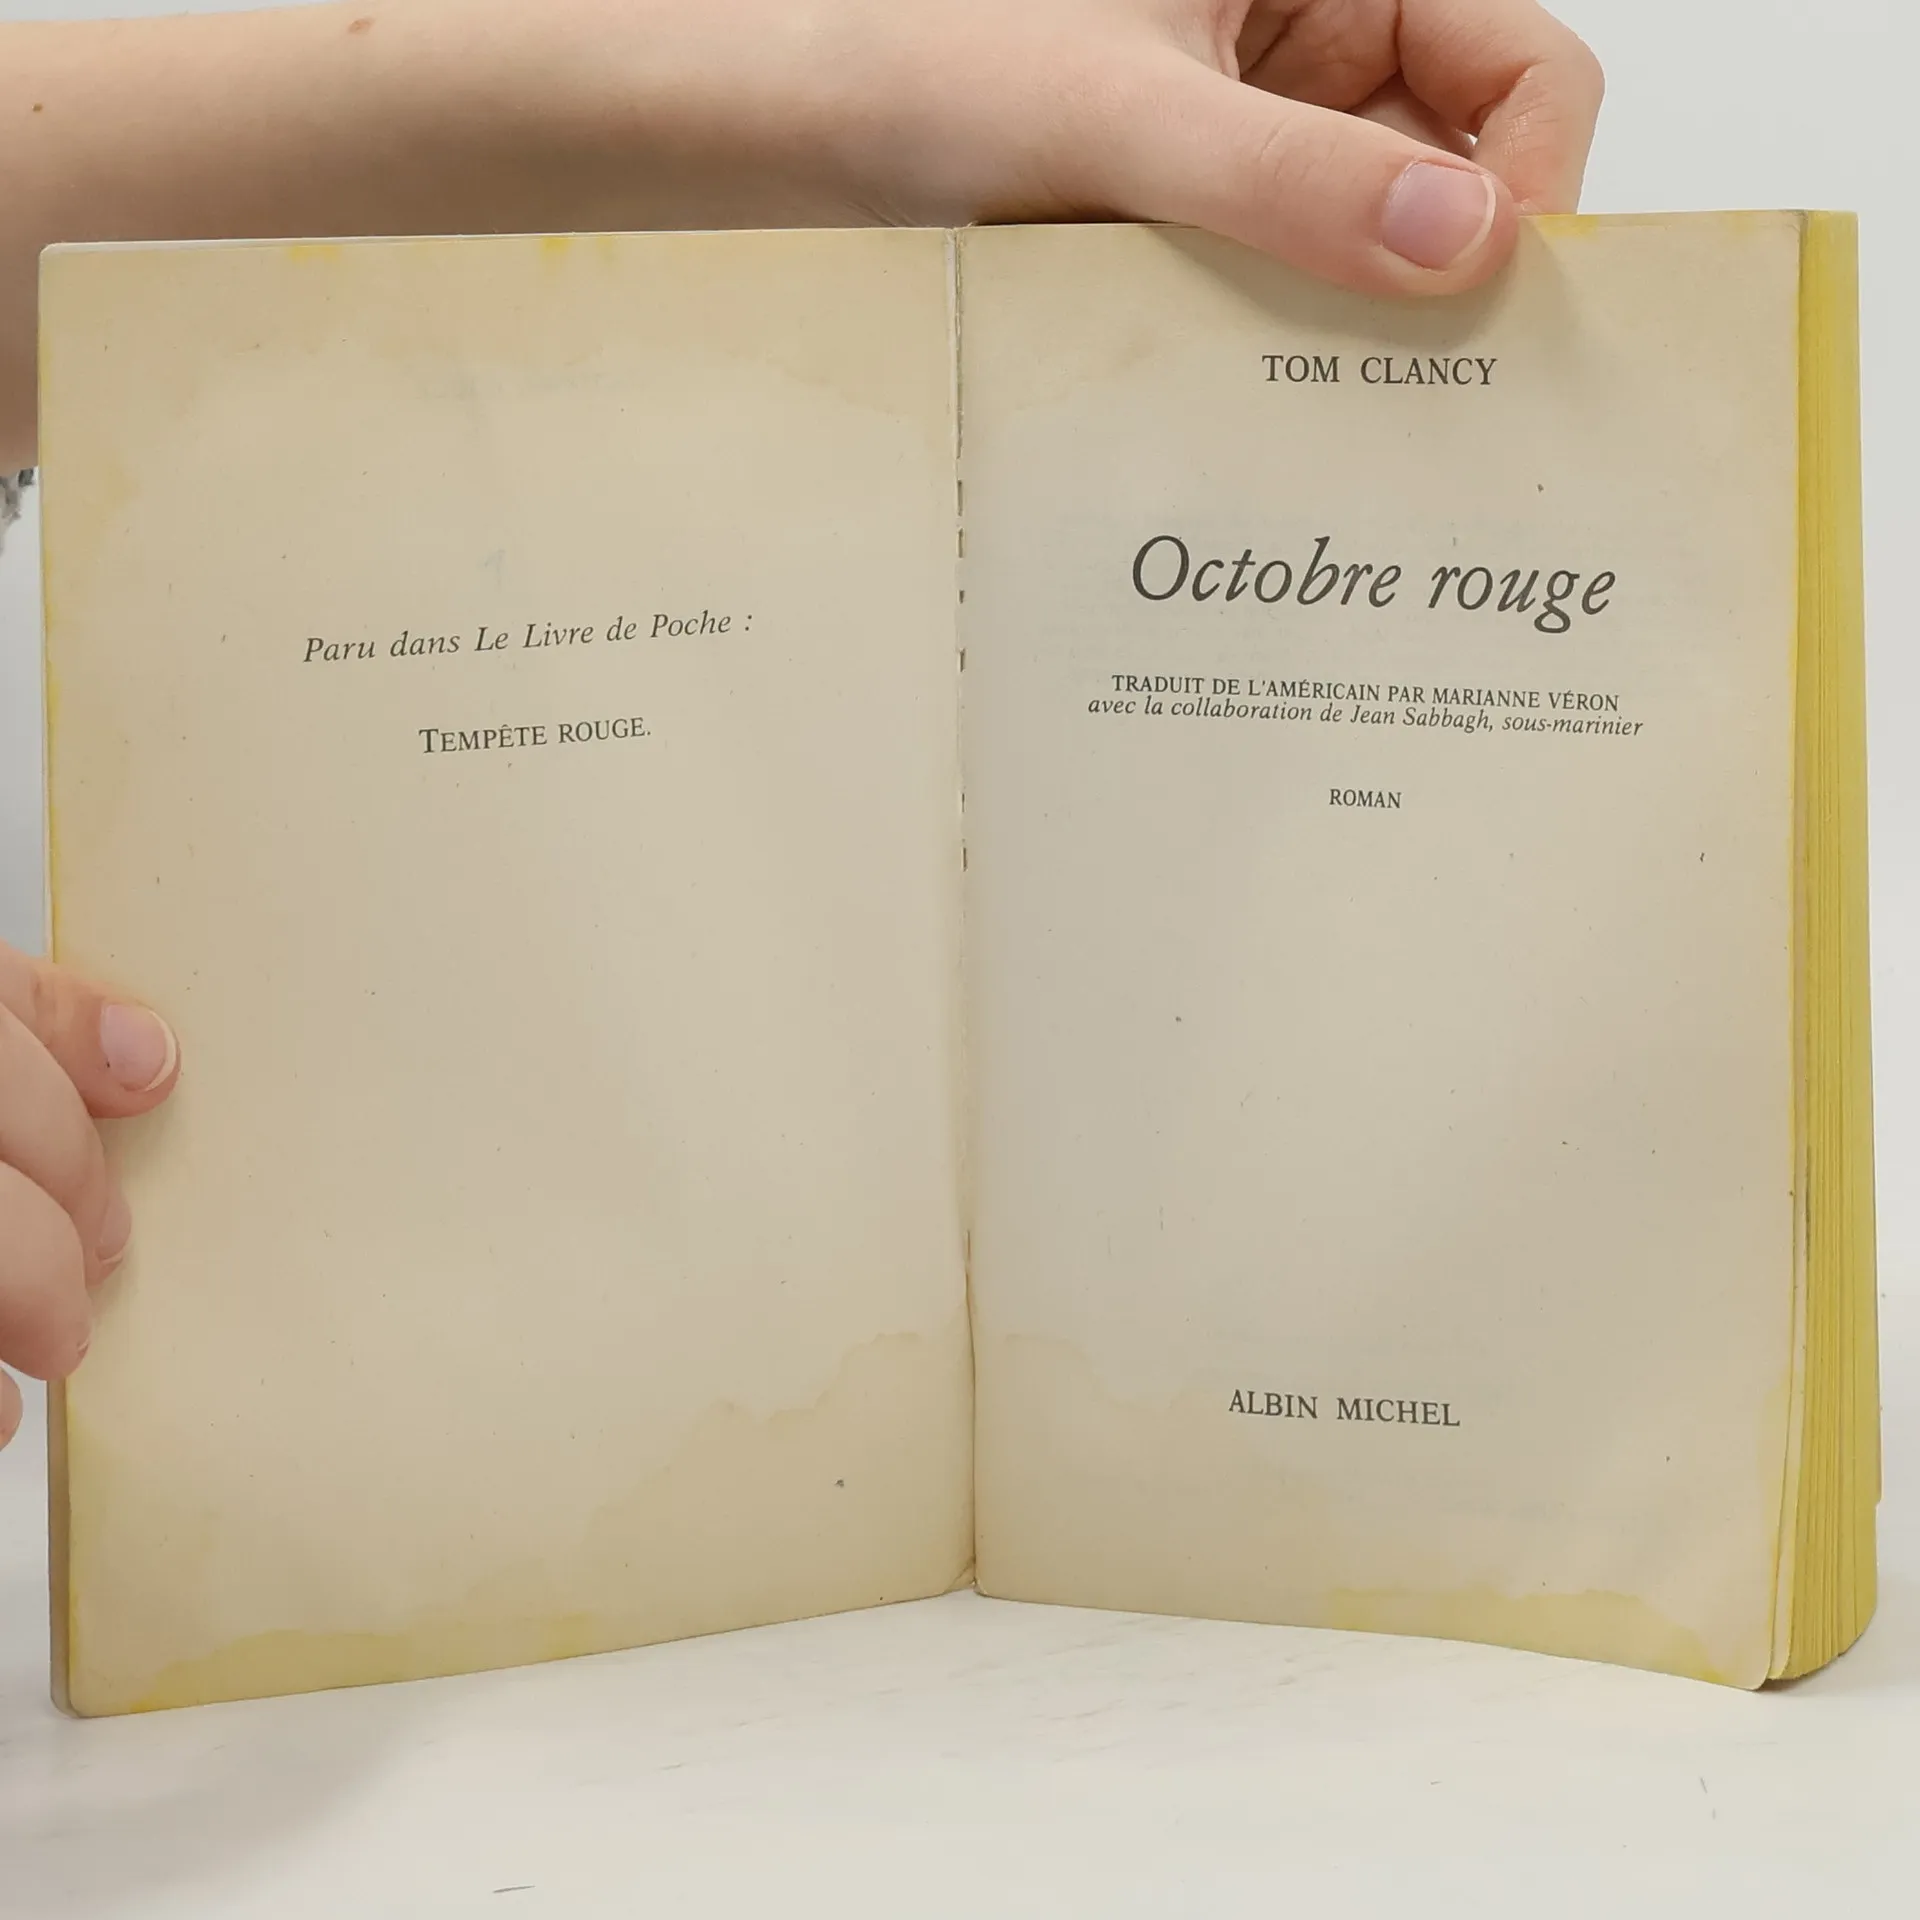 Paru dans Le Livre de Poche :
TEMPÊTE ROUGE.
TOM CLANCY
Octobre rouge
TRADUIT DE L'AMÉRICAIN PAR MARIANNE VÉRON
avec la collaboration de Jean Sabbagh, sous-marinier
ROMAN
ALBIN MICHEL